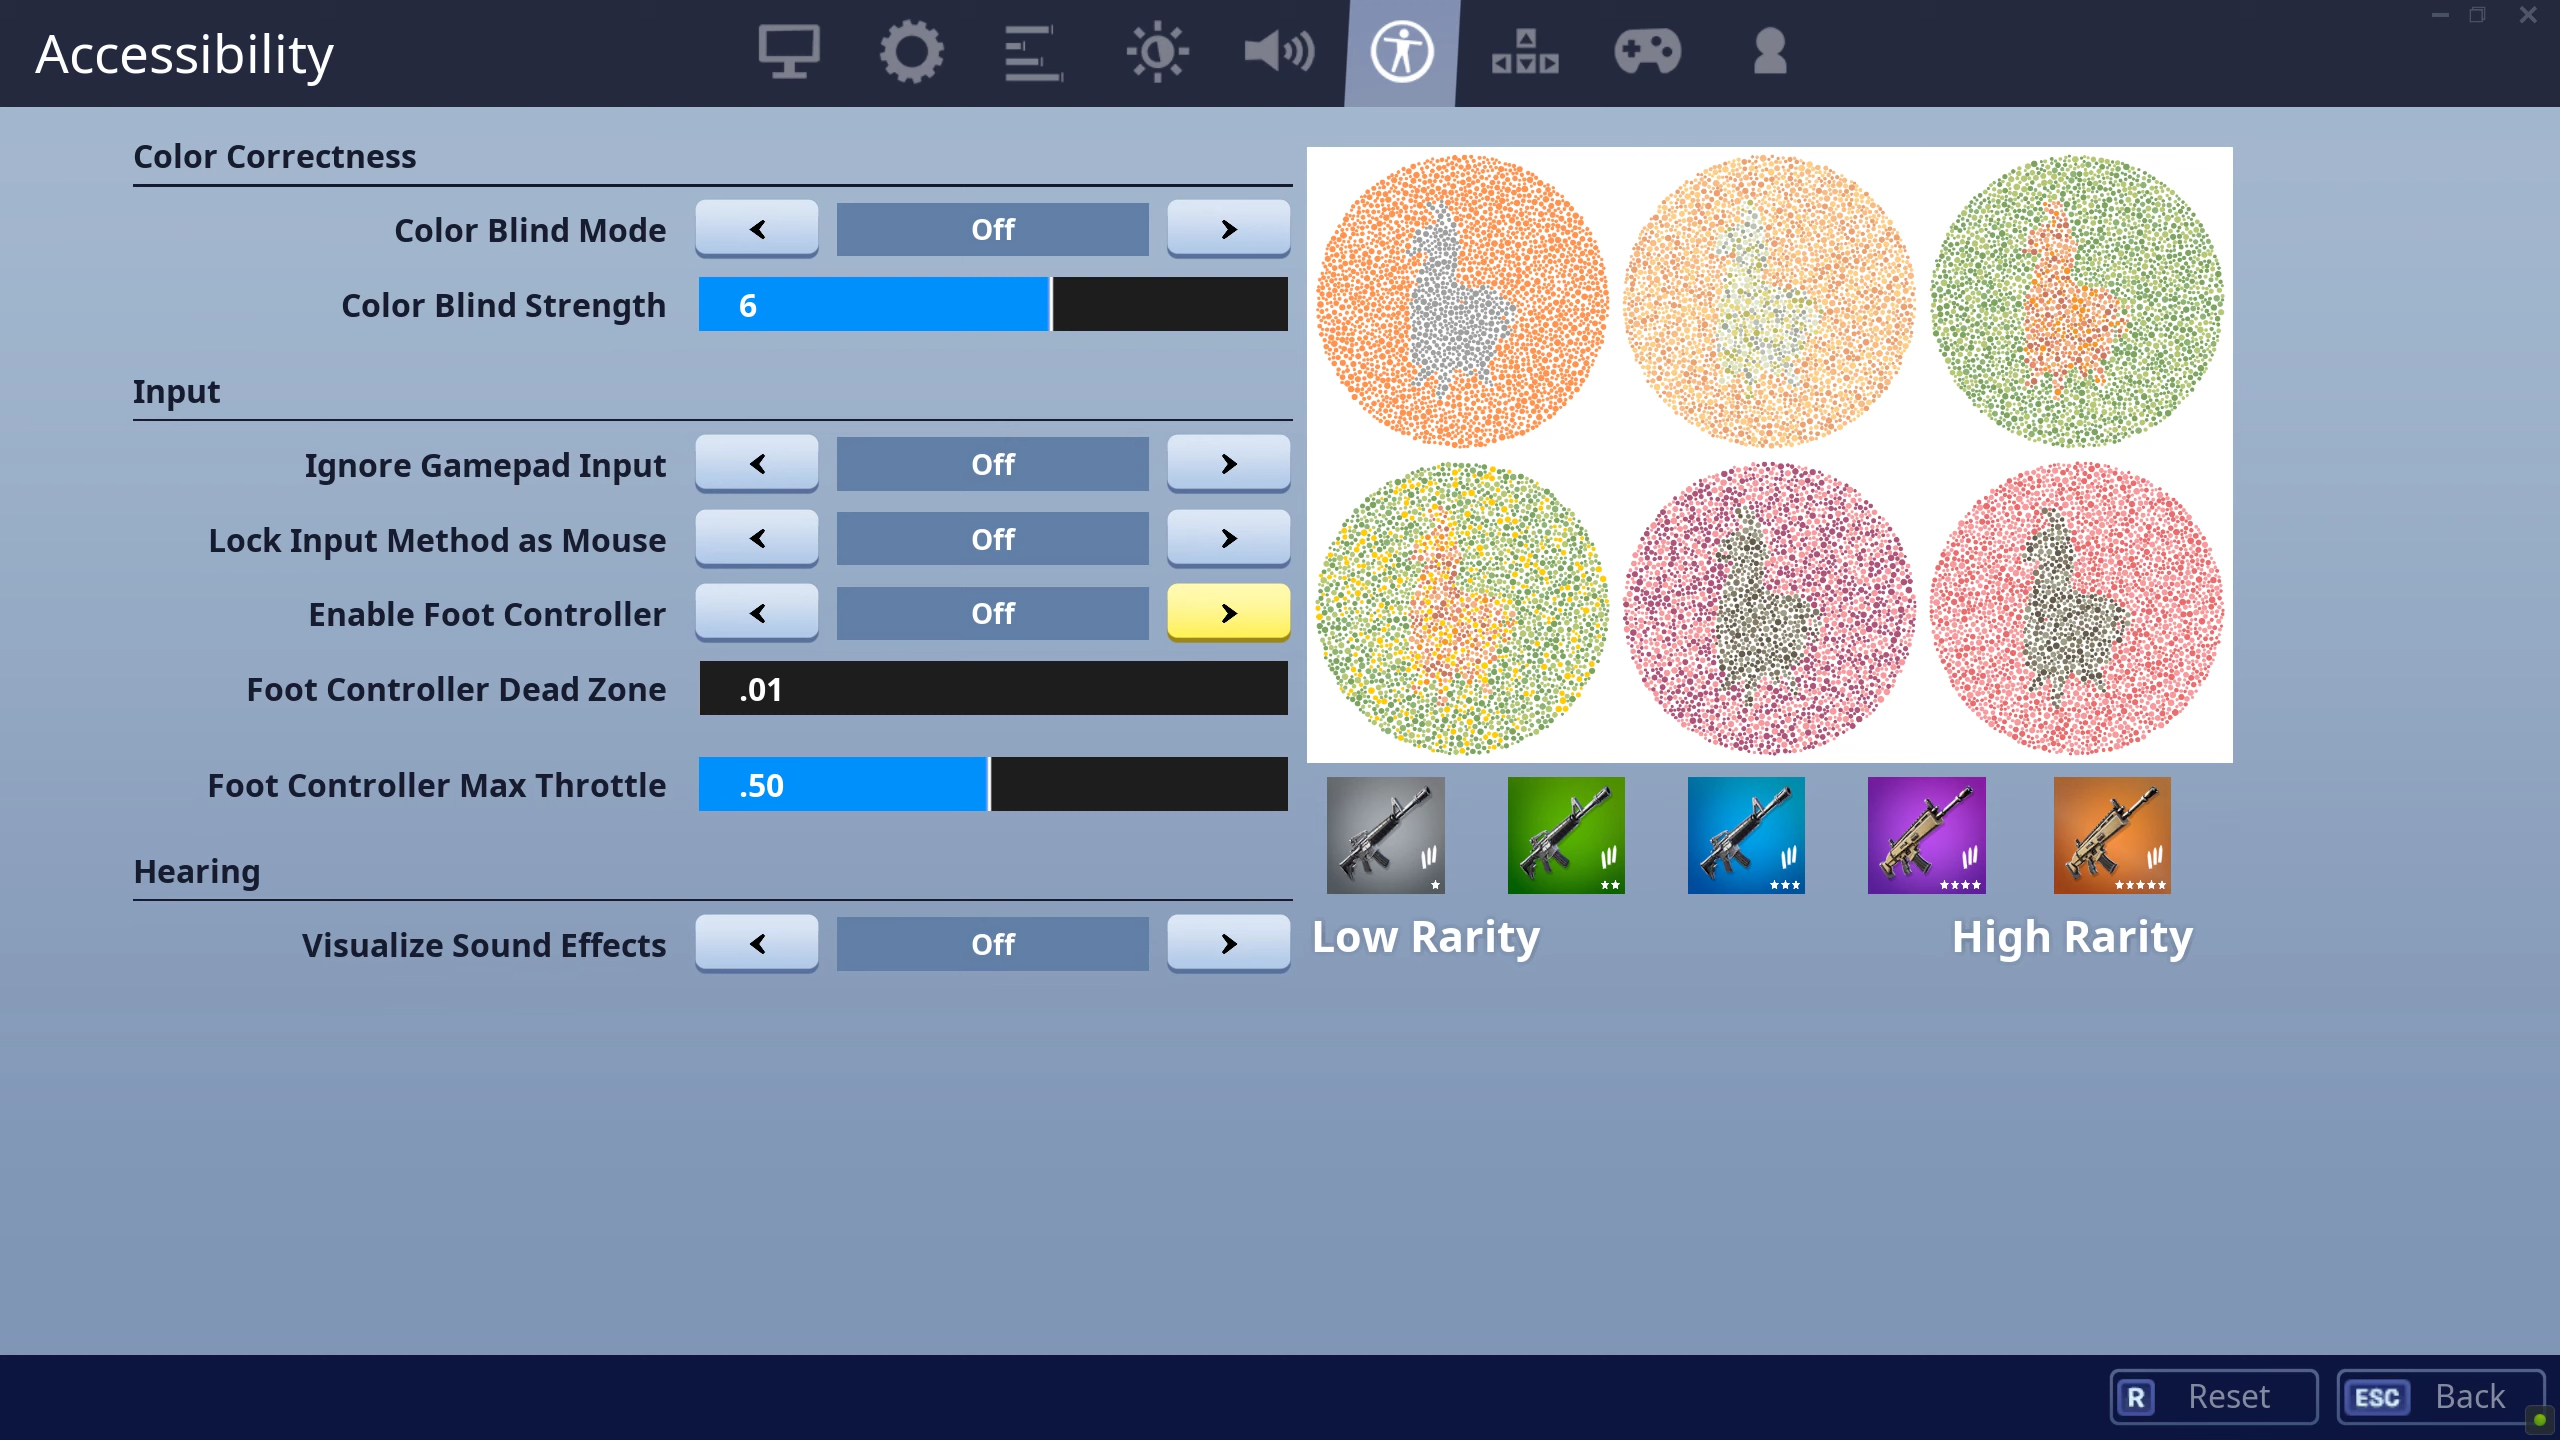 Accessibility
Color Correctness
Color Blind Mode
Off
Color Blind Strength
6
Input
Ignore Gamepad Input
Off
Lock Input Method as Mouse
Off
Enable Foot Controller
Off
Foot Controller Dead Zone
.01
Foot Controller Max Throttle
.50
Hearing
Visualize Sound Effects
Off
Low Rarity
High Rarity
R Reset
ESC Back